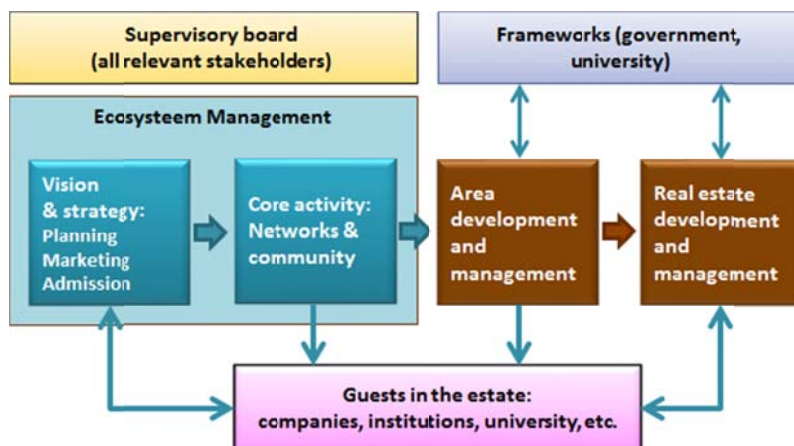 Supervisory board
(all relevant stakeholders)
Frameworks (government,
university)
Ecosysteem Management
Vision
& strategy:
Planning
Marketing
Admission
Core activity:
Networks &
community
Area
development
and
management
Real estate
development
and
management
Guests in the estate:
companies, institutions, university, etc.